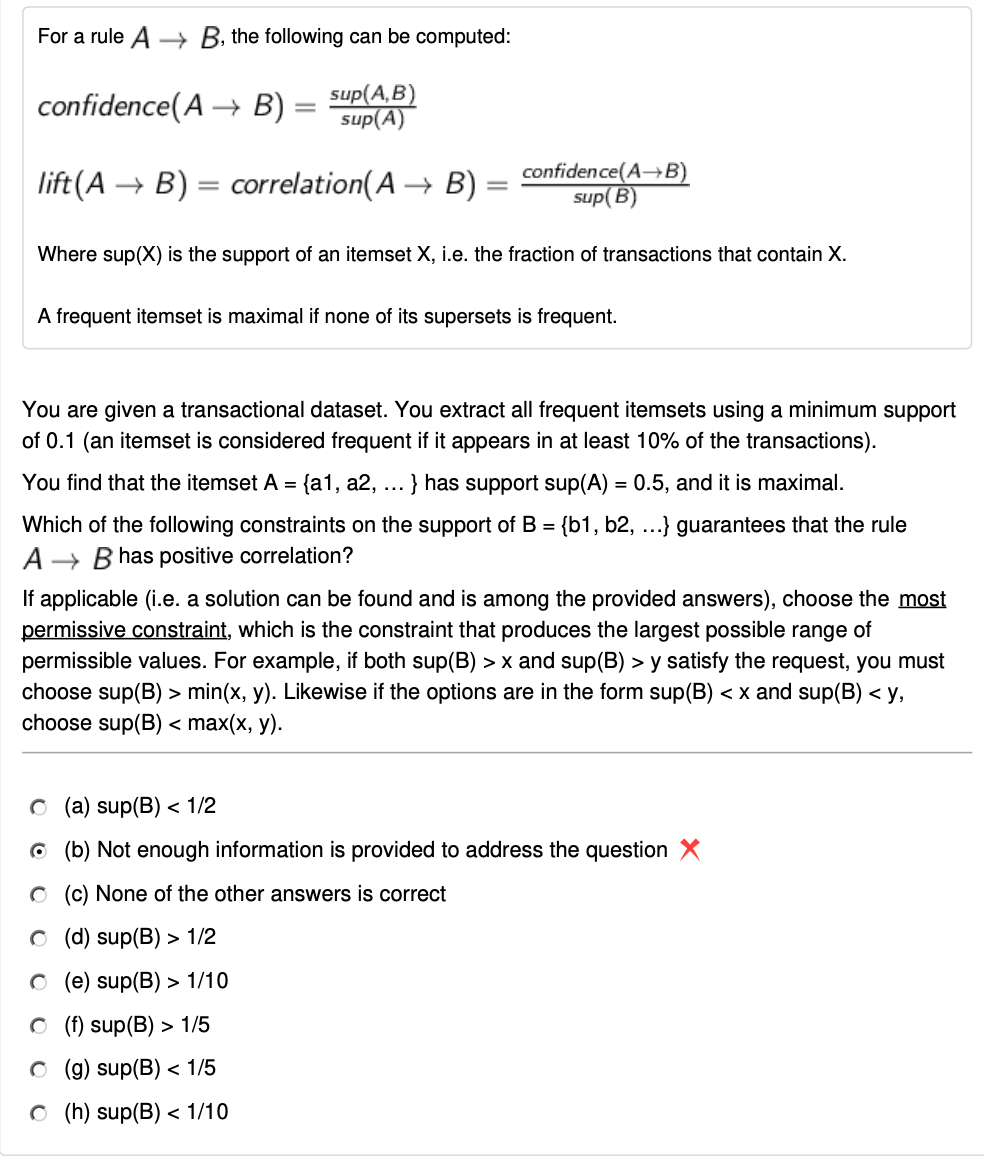 For a rule A → B, the following can be computed:
confidence(A → B) = sup(A,B) / sup(A)
lift(A → B) = correlation(A → B) = confidence(A→B) / sup(B)
Where sup(X) is the support of an itemset X, i.e. the fraction of transactions that contain X.
A frequent itemset is maximal if none of its supersets is frequent.
You are given a transactional dataset. You extract all frequent itemsets using a minimum support
of 0.1 (an itemset is considered frequent if it appears in at least 10% of the transactions).
You find that the itemset A = {a1, a2, ... } has support sup(A) = 0.5, and it is maximal.
Which of the following constraints on the support of B = {b1, b2, ...} guarantees that the rule
A → B has positive correlation?
If applicable (i.e. a solution can be found and is among the provided answers), choose the most
permissive constraint, which is the constraint that produces the largest possible range of
permissible values. For example, if both sup(B) > x and sup(B) > y satisfy the request, you must
choose sup(B) > min(x, y). Likewise if the options are in the form sup(B) < x and sup(B) < y,
choose sup(B) < max(x, y).
(a) sup(B) < 1/2
(b) Not enough information is provided to address the question
(c) None of the other answers is correct
(d) sup(B) > 1/2
(e) sup(B) > 1/10
(f) sup(B) > 1/5
(g) sup(B) < 1/5
(h) sup(B) < 1/10